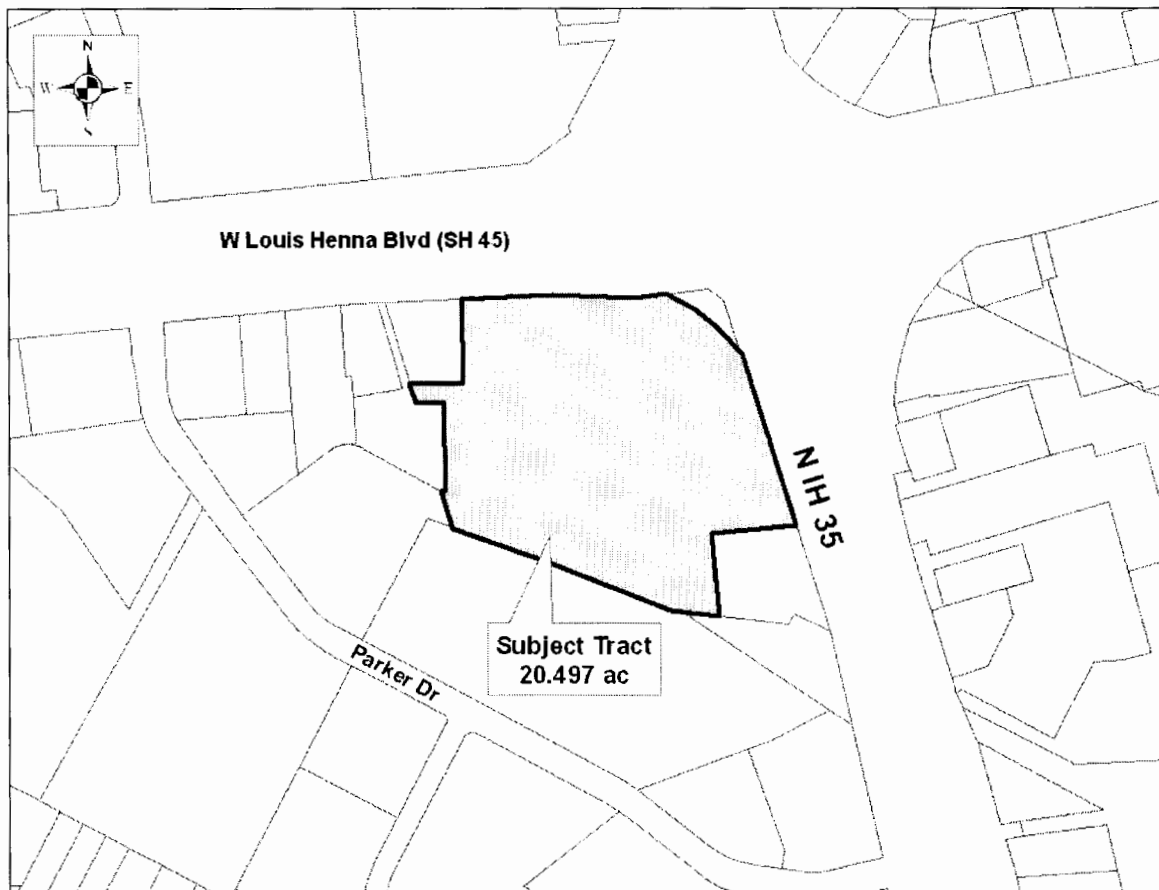 N
W E
S
W Louis Henna Blvd (SH 45)
N IH 35
Subject Tract
20.497 ac
Parker Dr